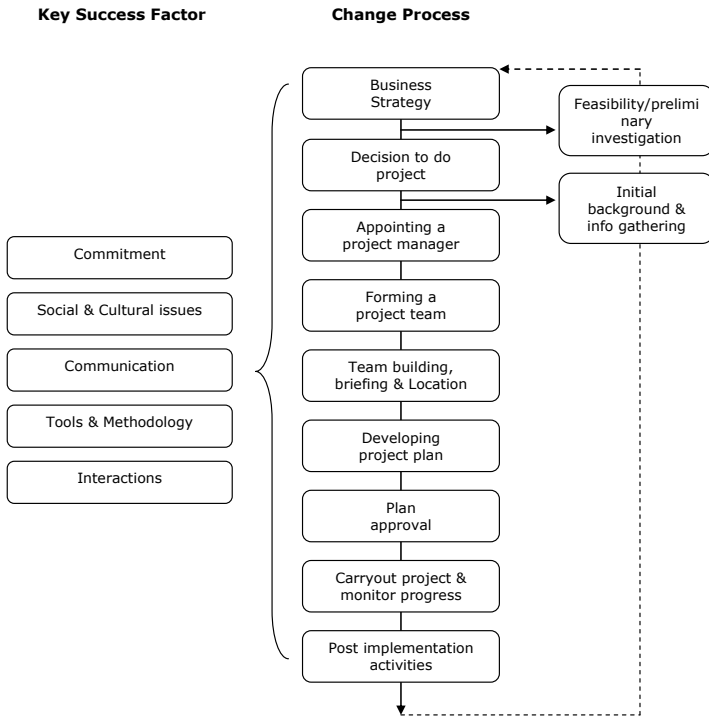 Key Success Factor
Change Process
Business
Strategy
Feasibility/prelimi
nary
investigation
Decision to do
project
Initial
background &
info gathering
Appointing a
project manager
Commitment
Forming a
project team
Social & Cultural issues
Communication
Team building,
briefing & Location
Tools & Methodology
Developing
project plan
Interactions
Plan
approval
Carryout project &
monitor progress
Post implementation
activities